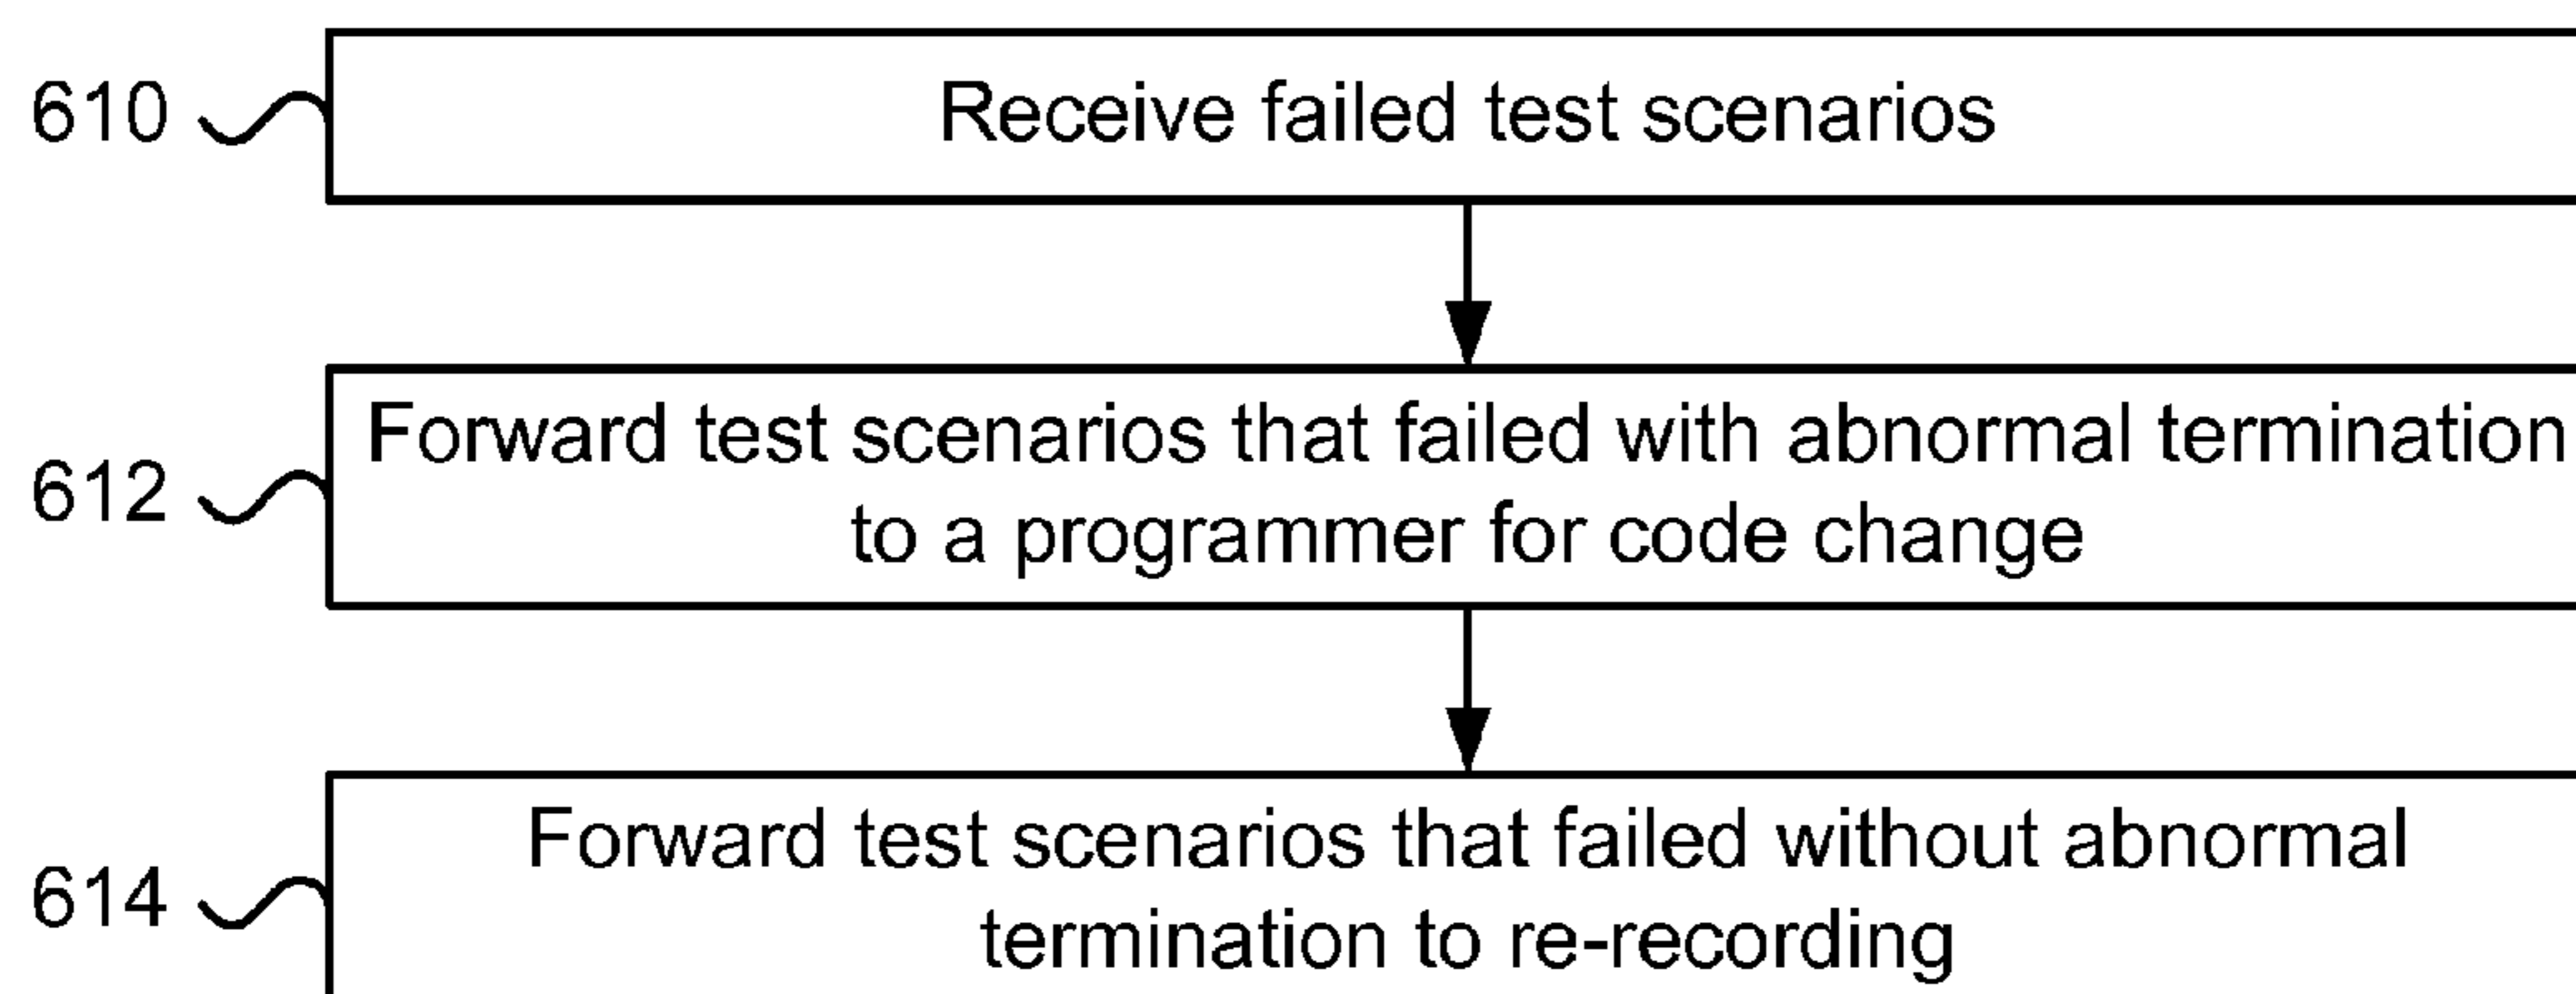 610
Receive failed test scenarios
612
Forward test scenarios that failed with abnormal termination
to a programmer for code change
614
Forward test scenarios that failed without abnormal
termination to re-recording